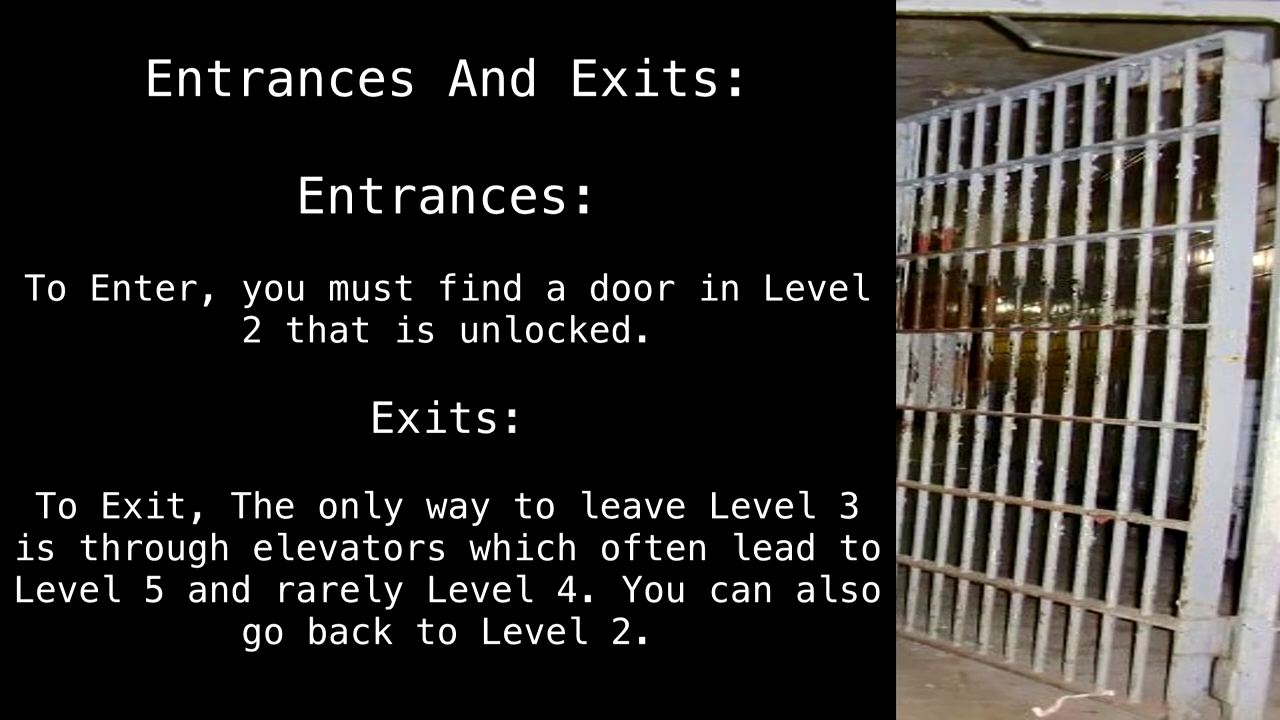 Entrances And Exits:
Entrances:
To Enter, you must find a door in Level
2 that is unlocked.
Exits:
To Exit, The only way to leave Level 3
is through elevators which often lead to
Level 5 and rarely Level 4. You can also
go back to Level 2.